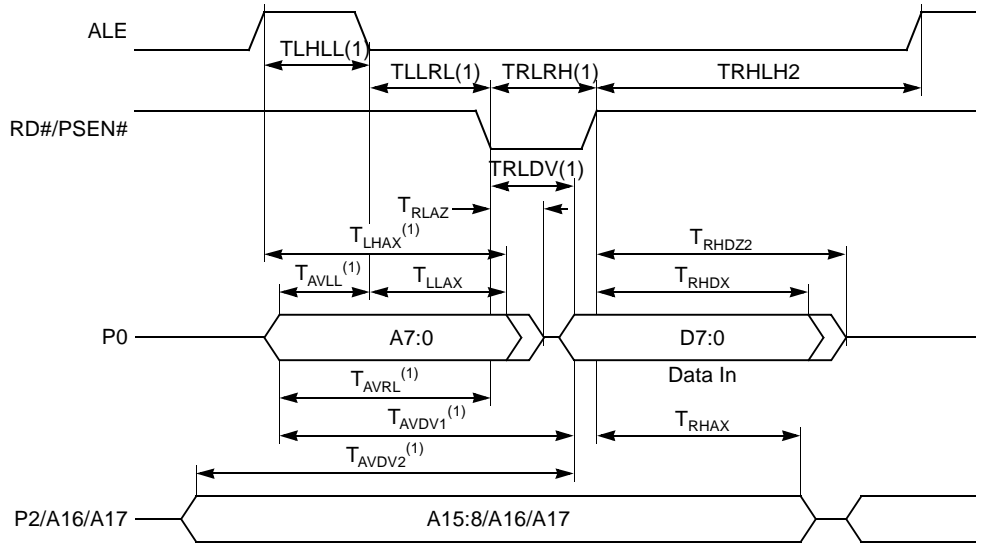 ALE
TLHLL(1)
TLLRL(1) TRLRH(1) TRHLH2
RD#/PSEN#
TRLDV(1)
TRLAZ
TLHAX(1)
TRHDZ2
TAVLL(1) TLLAX TRHDX
P0 A7:0 D7:0
Data In
TAVRL(1)
TAVDV1(1) TRHAX
TAVDV2(1)
P2/A16/A17 A15:8/A16/A17